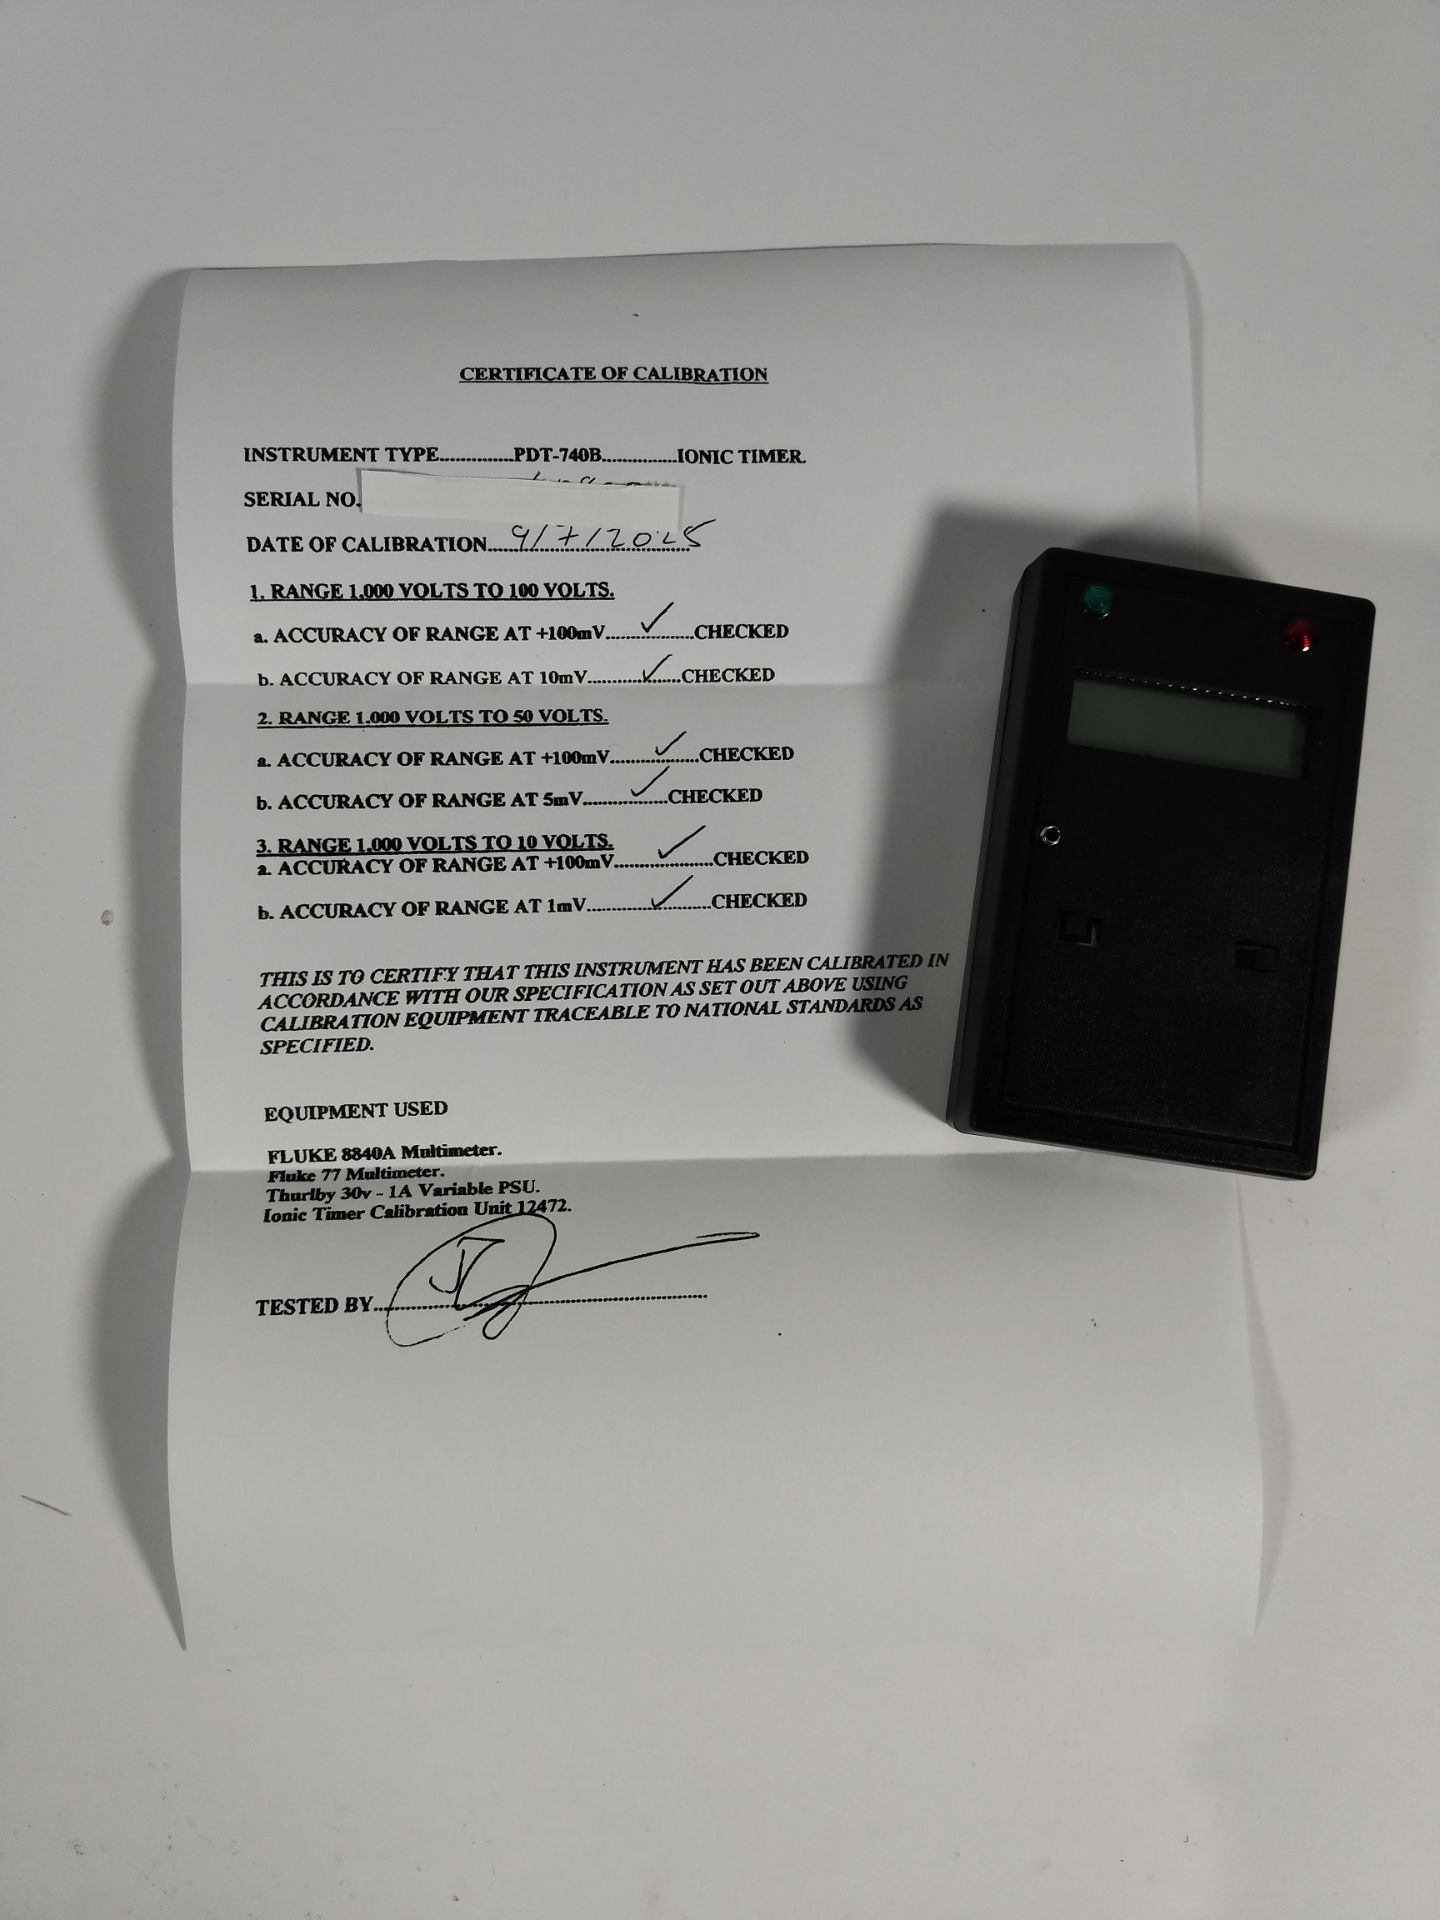 CERTIFICATE OF CALIBRATION
INSTRUMENT TYPE..............PDT-740B..............IONIC TIMER.
SERIAL NO.
DATE OF CALIBRATION......9/7/2025
1. RANGE 1,000 VOLTS TO 100 VOLTS.
a. ACCURACY OF RANGE AT +100mV......✓......CHECKED
b. ACCURACY OF RANGE AT 10mV......✓......CHECKED
2. RANGE 1.000 VOLTS TO 50 VOLTS.
a. ACCURACY OF RANGE AT +100mV......✓......CHECKED
b. ACCURACY OF RANGE AT 5mV......✓......CHECKED
3. RANGE 1,000 VOLTS TO 10 VOLTS.
a. ACCURACY OF RANGE AT +100mV......✓......CHECKED
b. ACCURACY OF RANGE AT 1mV......✓......CHECKED
THIS IS TO CERTIFY THAT THIS INSTRUMENT HAS BEEN CALIBRATED IN
ACCORDANCE WITH OUR SPECIFICATION AS SET OUT ABOVE USING
CALIBRATION EQUIPMENT TRACEABLE TO NATIONAL STANDARDS AS
SPECIFIED.
EQUIPMENT USED
FLUKE 8840A Multimeter.
Fluke 77 Multimeter.
Thurlby 30v - 1A Variable PSU.
Ionic Timer Calibration Unit 12472.
TESTED BY......